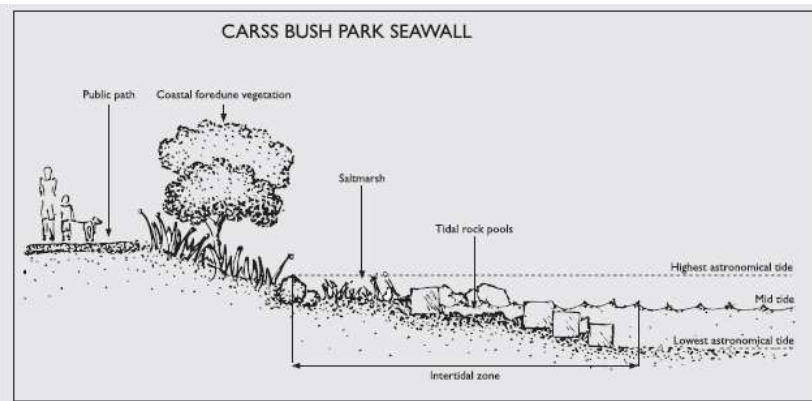 CARSS BUSH PARK SEAWALL
Public path
Coastal foredune vegetation
Saltmarsh
Tidal rock pools
Highest astronomical tide
Mid tide
Lowest astronomical tide
Intertidal zone